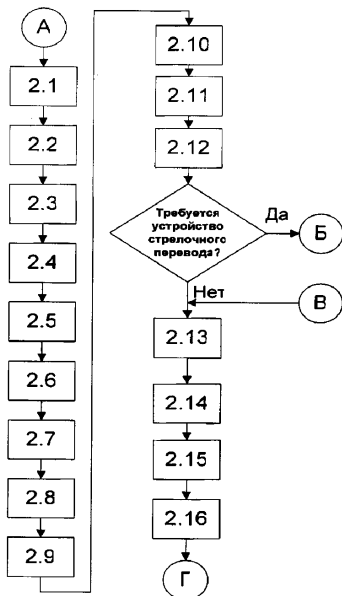 А
2.1
2.2
2.3
2.4
2.5
2.6
2.7
2.8
2.9
2.10
2.11
2.12
Требуется
устройство
стрелочного
перевода?
Да
Б
Нет
В
2.13
2.14
2.15
2.16
Г